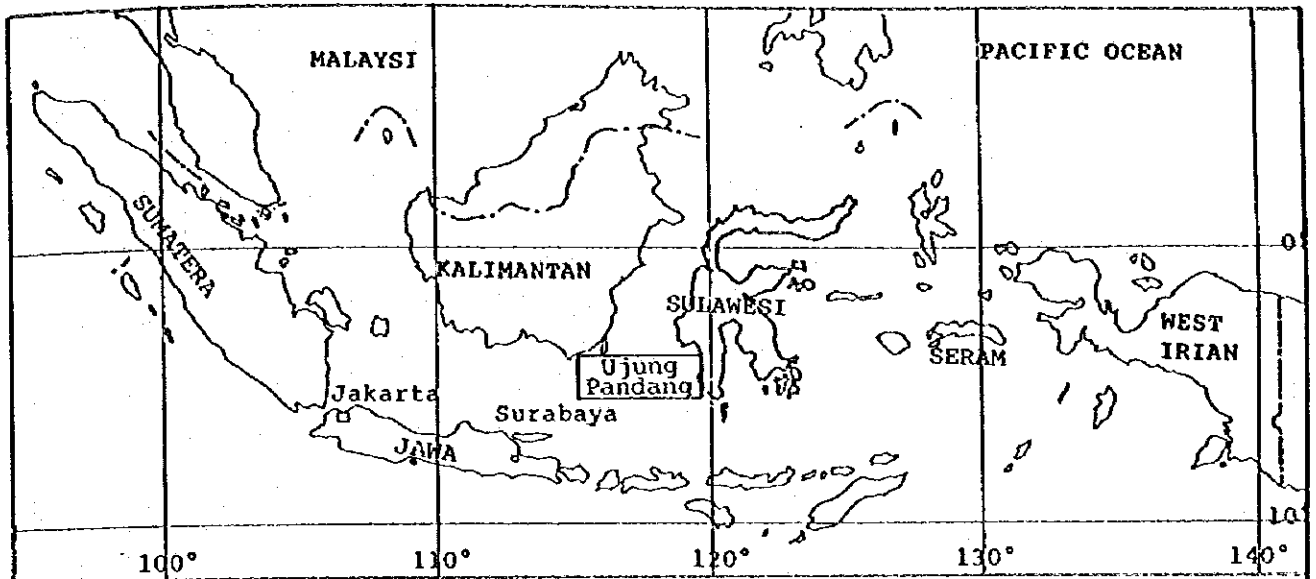 MALAYSI
PACIFIC OCEAN
SUMATERA
0
KALIMANTAN
SULAWESI
WEST
IRIAN
SERAM
Ujung
Pandang
Jakarta
Surabaya
JAWA
10
100°
110°
120°
130°
140°